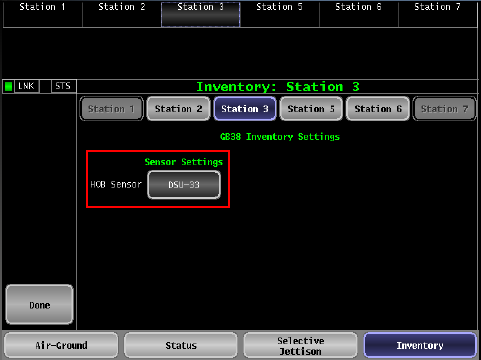 Station 1 Station 2 Station 3 Station 5 Station 6 Station 7
LNK STS Inventory: Station 3
Station 1 Station 2 Station 3 Station 5 Station 6 Station 7
GB38 Inventory Settings
Sensor Settings
HOB Sensor DSU-33
Done
Air-Ground Status Selective Jettison Inventory